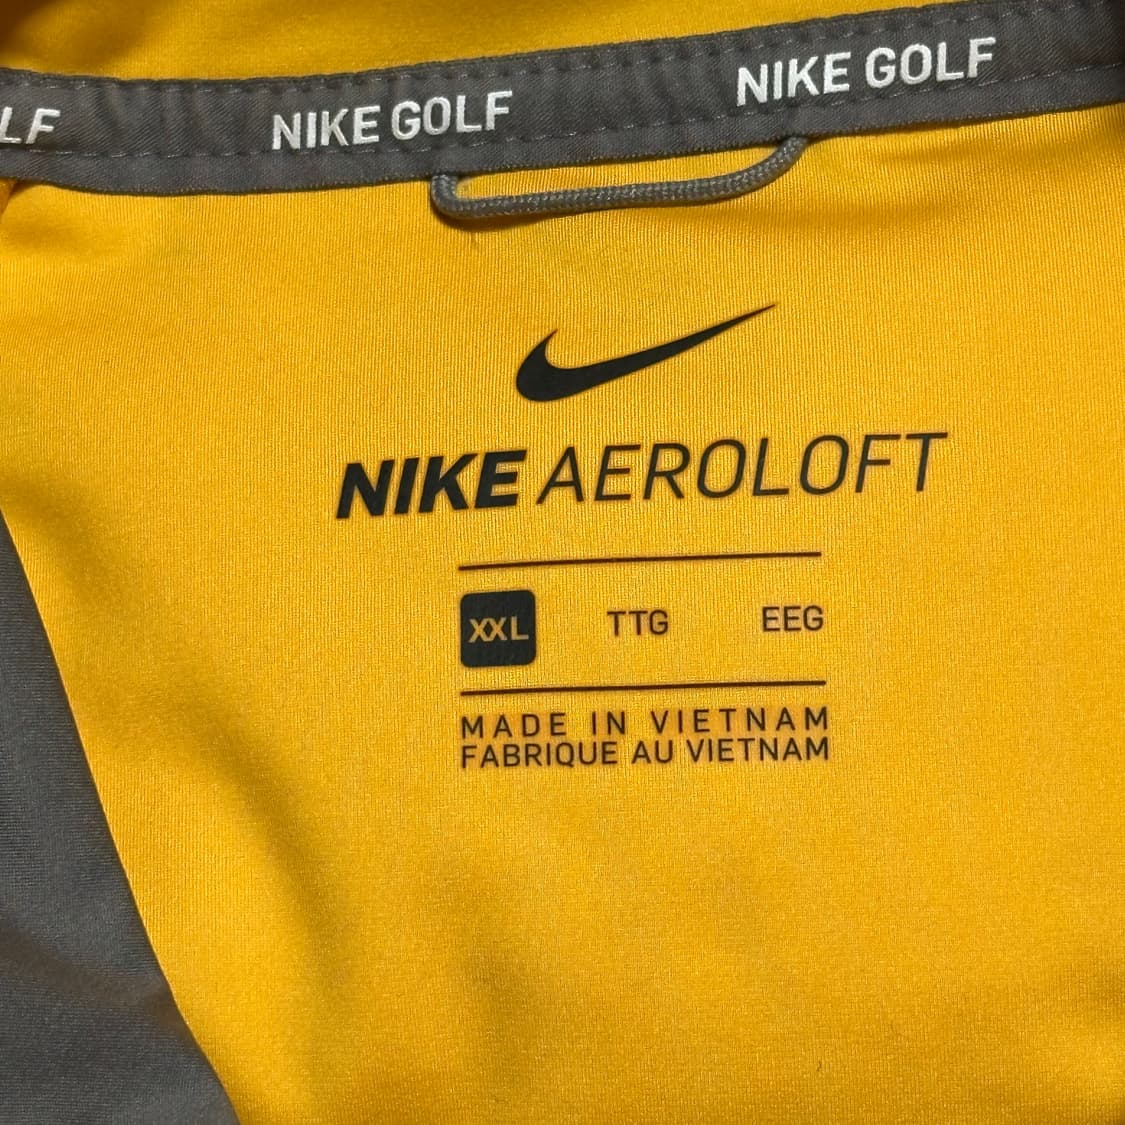 LF NIKE GOLF NIKE GOLF
NIKE AEROLOFT
XXL TTG EEG
MADE IN VIETNAM
FABRIQUE AU VIETNAM